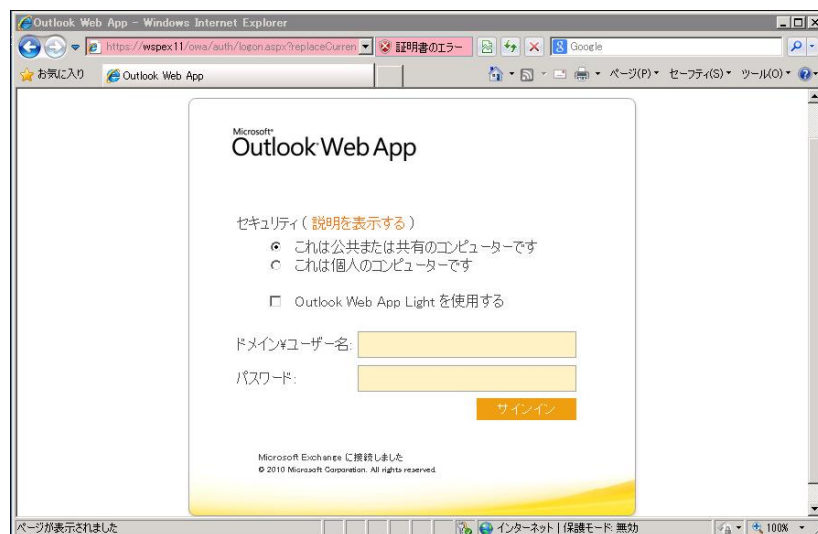 Outlook Web App - Windows Internet Explorer
https://wspex11/owa/auth/logon.aspx?replaceCurren
証明書のエラー
Google
お気に入り
Outlook Web App
ページ(P)
セーフティ(S)
ツール(O)
Microsoft
Outlook Web App
セキュリティ ( 説明を表示する )
これは公共または共有のコンピューターです
これは個人のコンピューターです
Outlook Web App Light を使用する
ドメイン¥ユーザー名:
パスワード:
サインイン
Microsoft Exchange に接続しました
© 2010 Microsoft Corporation. All rights reserved.
ページが表示されました
インターネット | 保護モード: 無効
100%